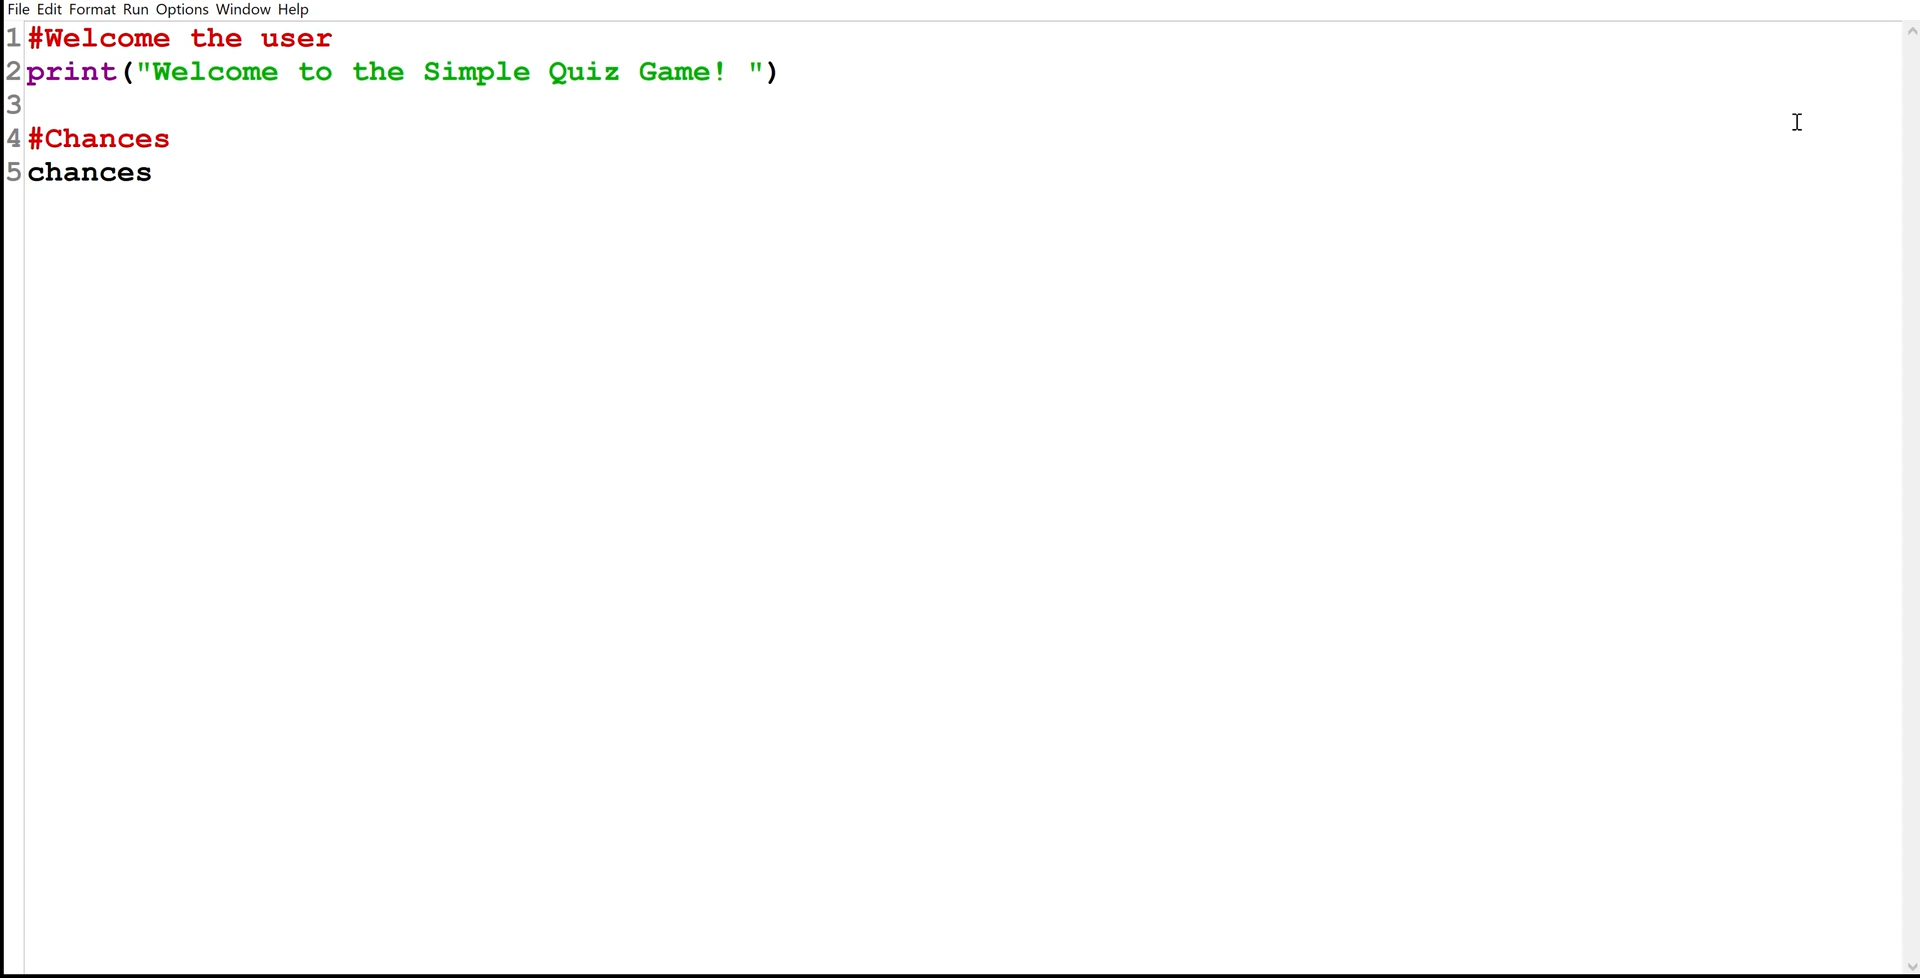 File Edit Format Run Options Window Help
1 #Welcome the user
2 print("Welcome to the Simple Quiz Game! ")
3
4 #Chances
5 chances